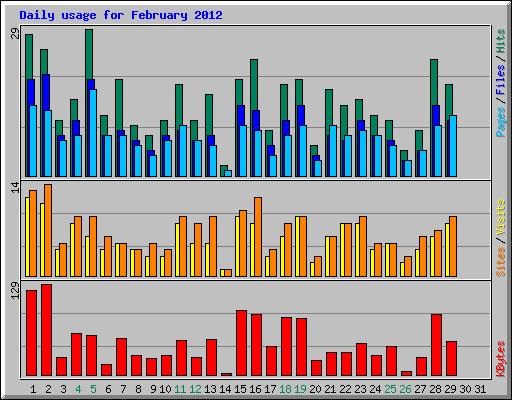 Daily usage for February 2012
29
Pages / Files / Hits
14
Sites / Visits
129
KBytes
1 2 3 4 5 6 7 8 9 10 11 12 13 14 15 16 17 18 19 20 21 22 23 24 25 26 27 28 29 30 31